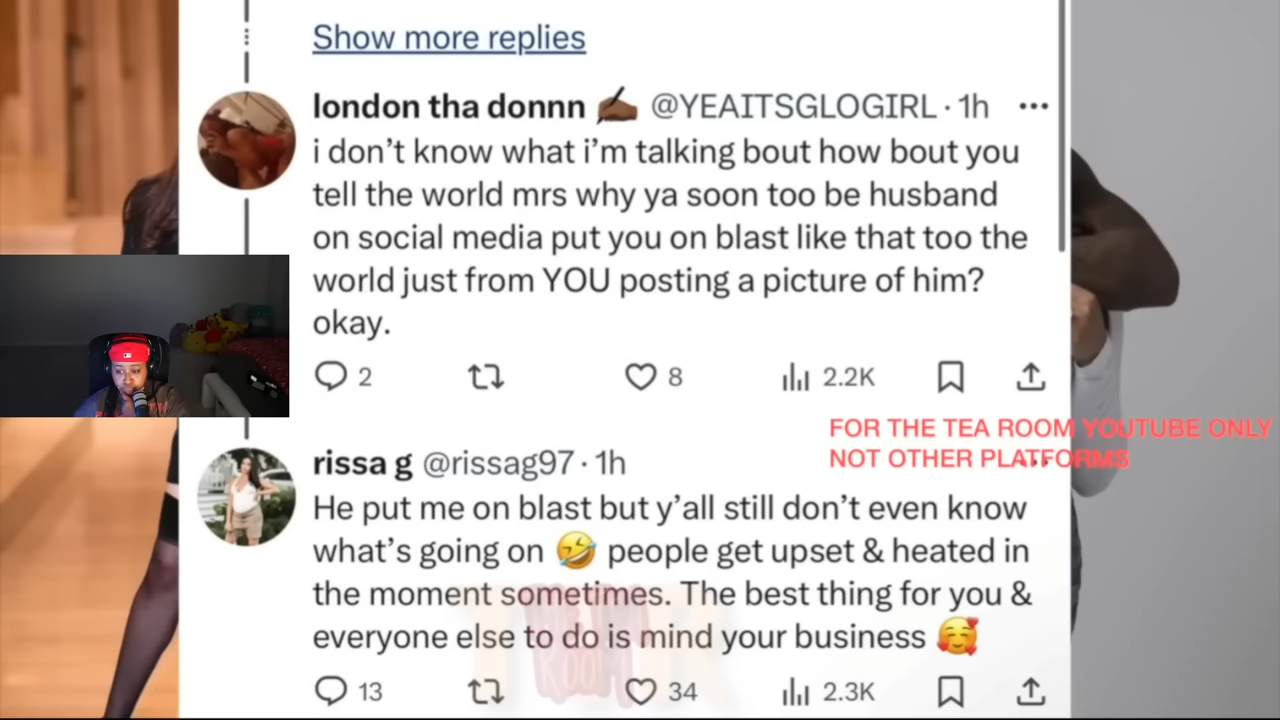 Show more replies
london tha donnn ✍🏾 @YEAITSGLOGIRL · 1h
i don’t know what i’m talking bout how bout you
tell the world mrs why ya soon too be husband
on social media put you on blast like that too the
world just from YOU posting a picture of him?
okay.
2 8 2.2K
FOR THE TEA ROOM YOUTUBE ONLY
NOT OTHER PLATFORMS
rissa g @rissag97 · 1h
He put me on blast but y’all still don’t even know
what’s going on 🤣 people get upset & heated in
the moment sometimes. The best thing for you &
everyone else to do is mind your business 🥰
13 34 2.3K